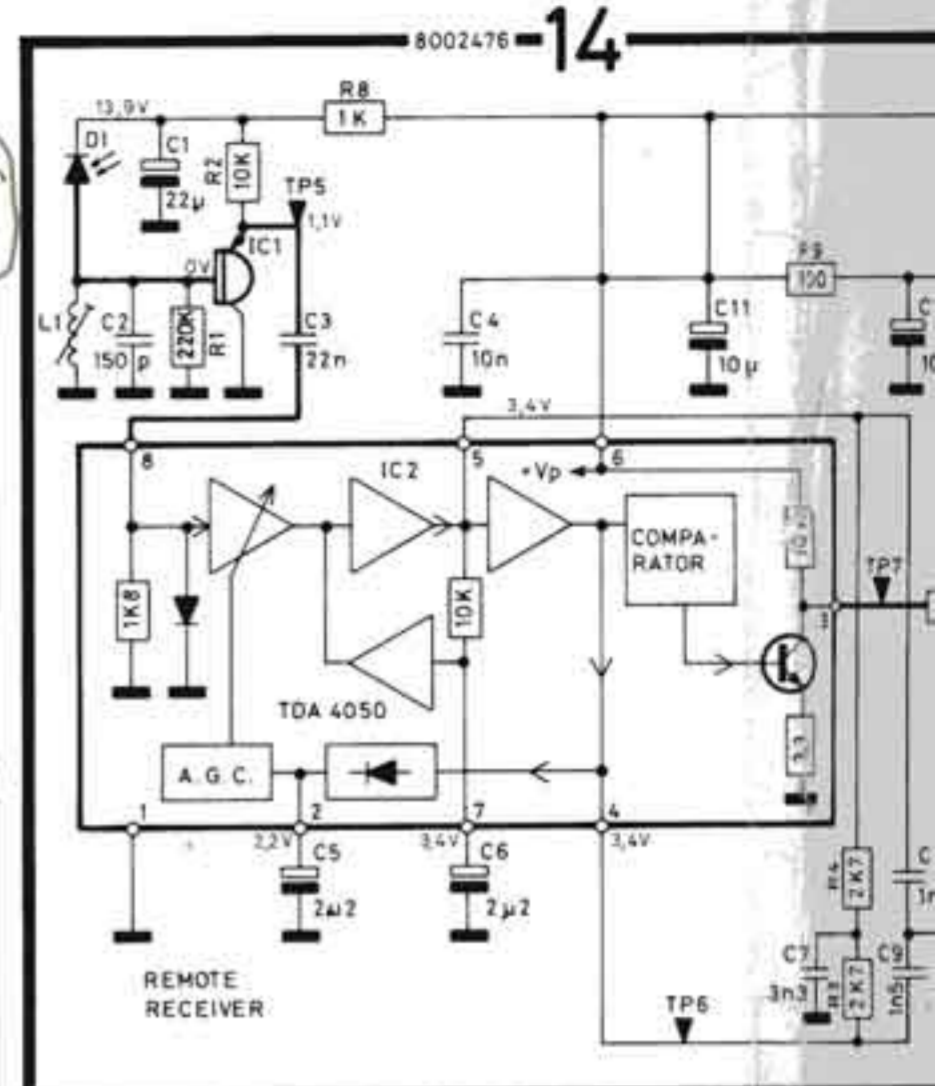 8002476 14
R8
1K
13,9V
D1
C1
22µ
R2
10K
TP5
1,1V
IC1
0V
L1
C2
150p
220K
R1
C3
22n
C4
10n
C11
10µ
R9
100
3,4V
8
5
6
IC2
+Vp
COMPA-
RATOR
TP7
3
1K8
10K
TDA 4050
A.G.C.
1
2
7
4
2,2V
3,4V
3,4V
C5
2µ2
C6
2µ2
R4
2K7
C7
3n3
R3
2K7
C9
1n5
TP6
REMOTE
RECEIVER